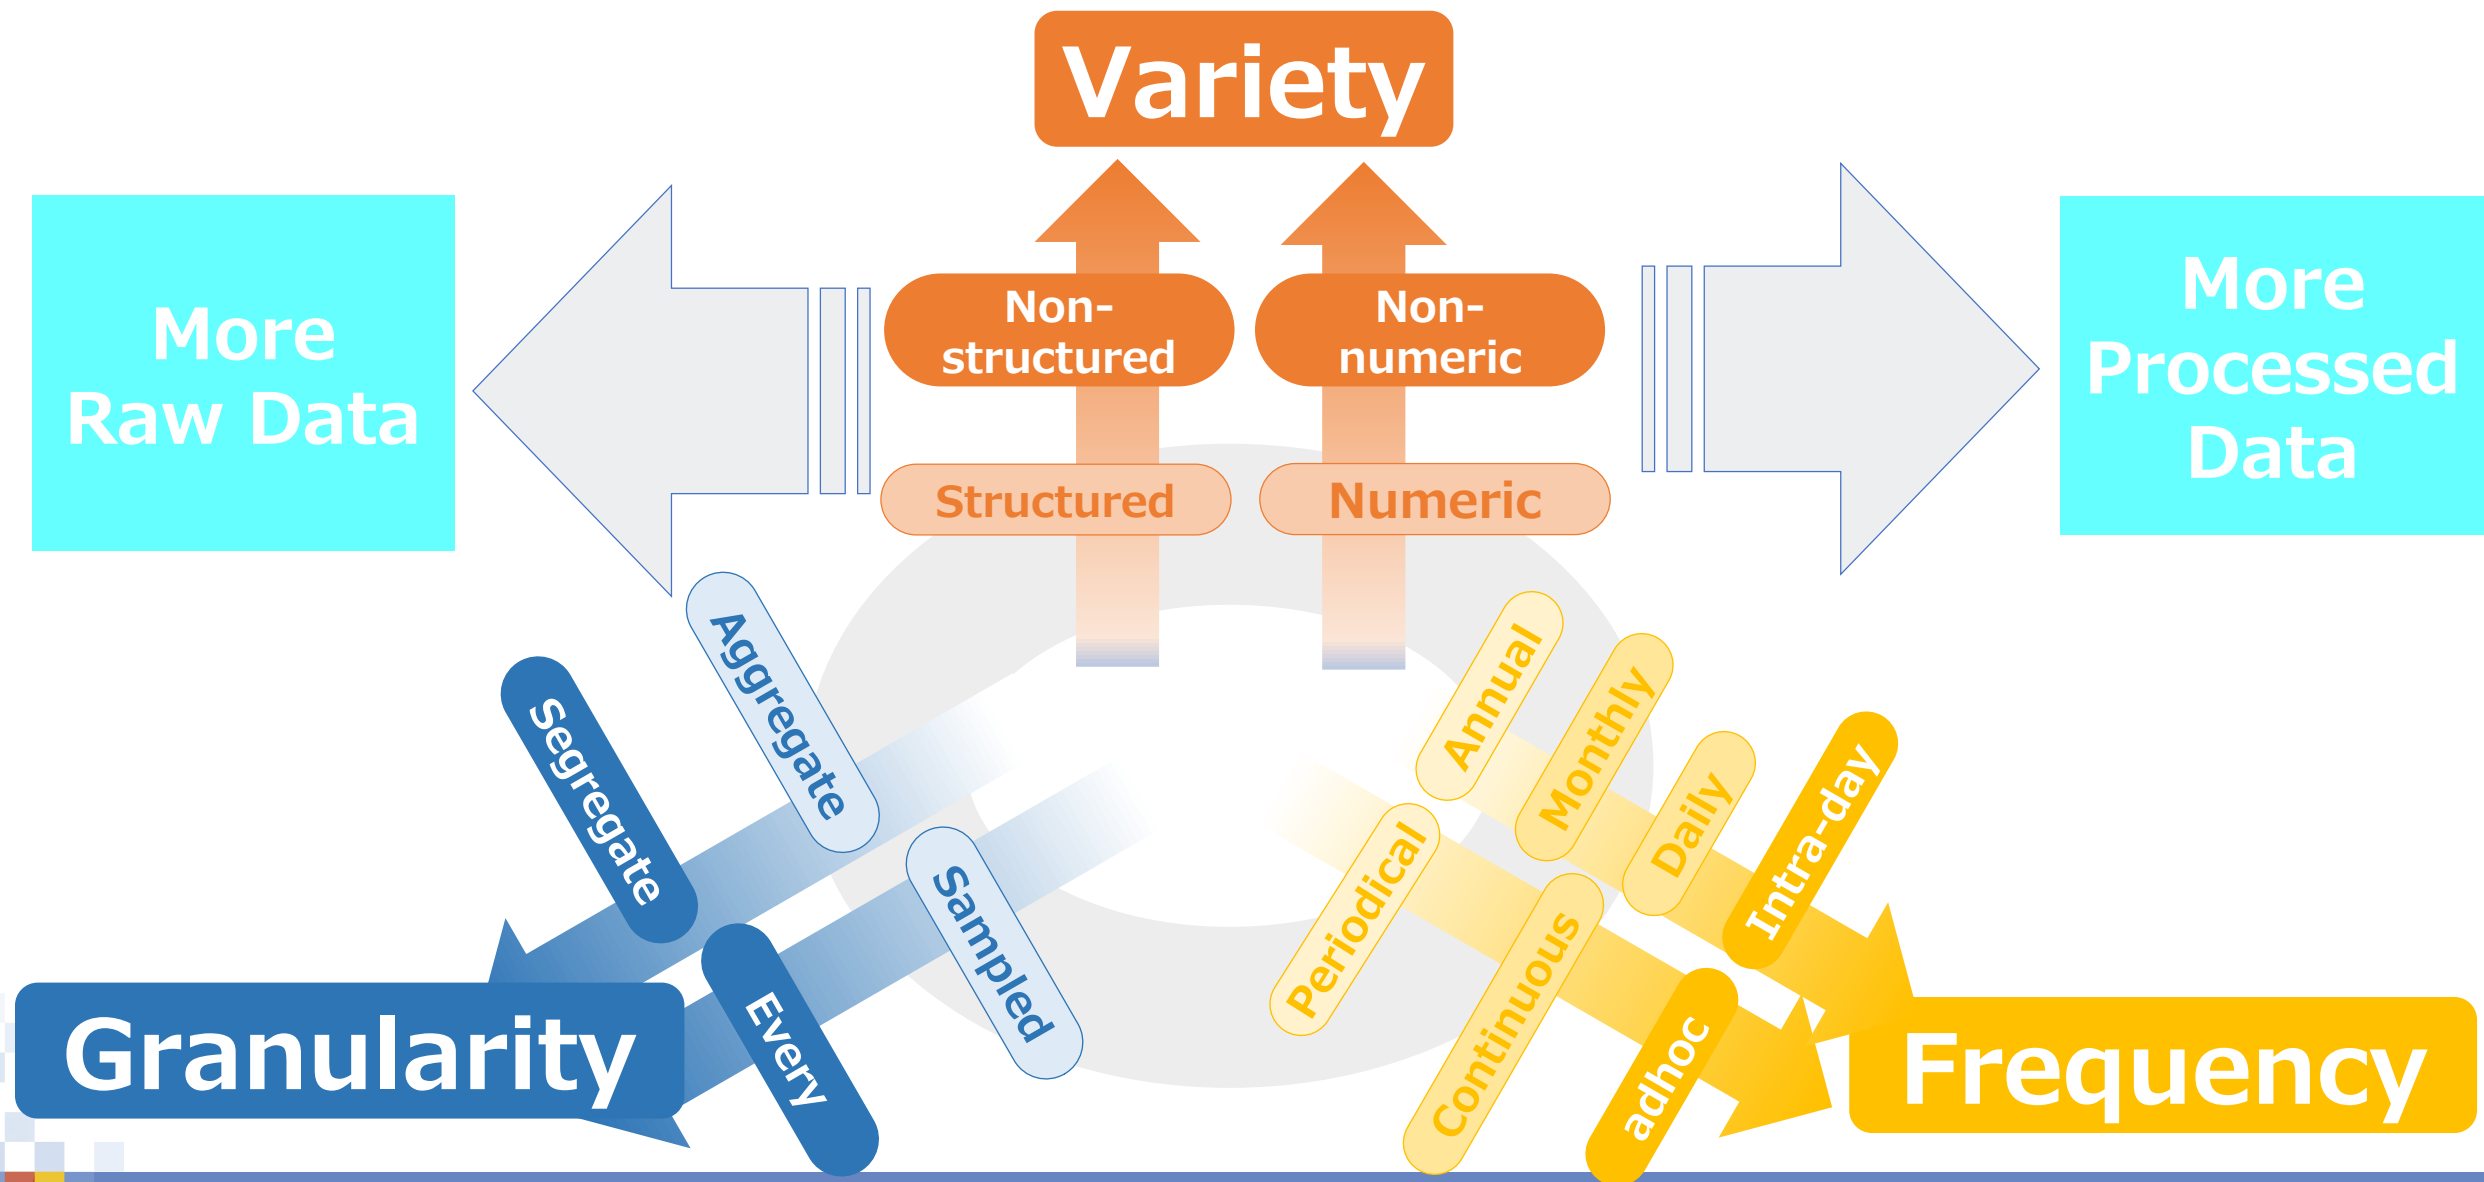 Variety
More
Raw Data
Non-
structured
Non-
numeric
More
Processed
Data
Structured
Numeric
Aggregate
Segregate
Sampled
Every
Granularity
Annual
Monthly
Daily
Intra-day
Periodical
Continuous
adhoc
Frequency